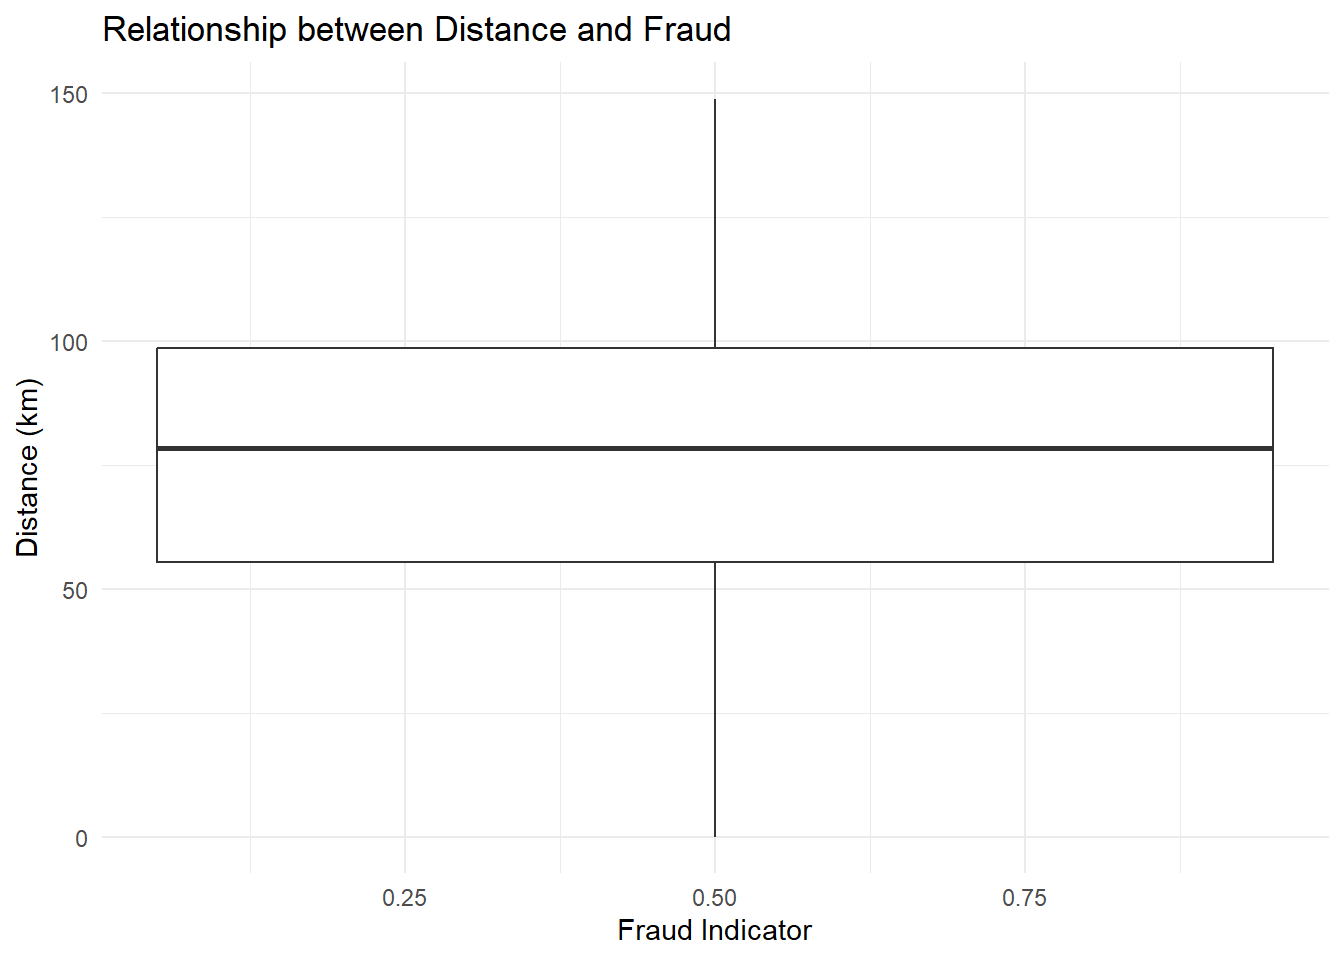 Relationship between Distance and Fraud
150
100
50
0
Distance (km)
0.25 0.50 0.75
Fraud Indicator